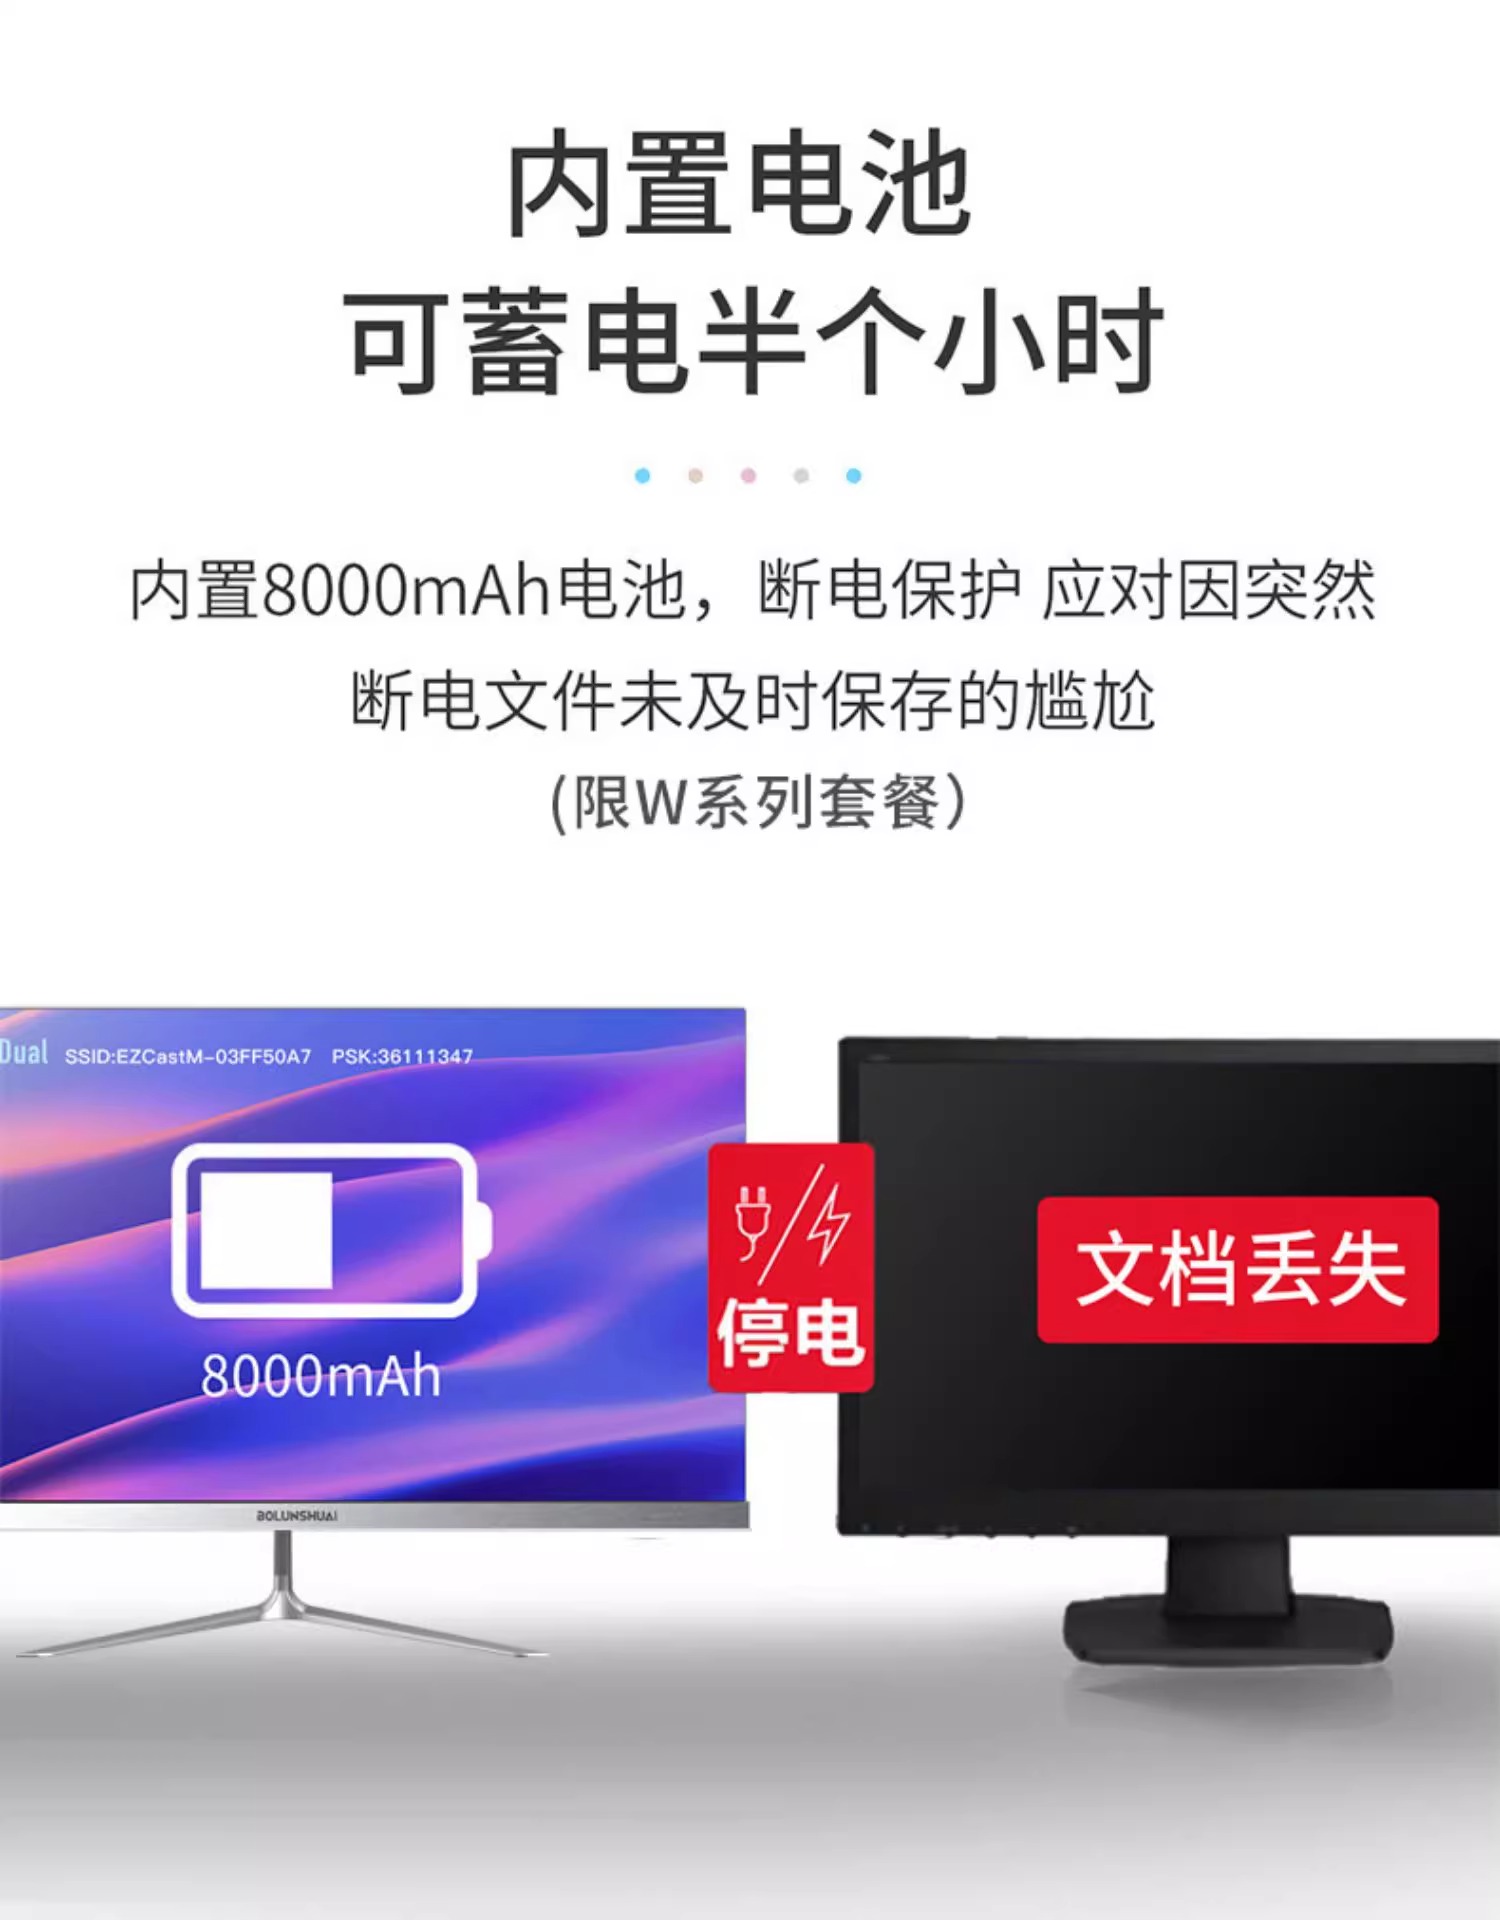 内置电池
可蓄电半个小时
内置8000mAh电池，断电保护 应对因突然
断电文件未及时保存的尴尬
(限W系列套餐）
Dual SSID:EZCastM-03FF50A7 PSK:36111347
8000mAh
停电
文档丢失
BOLUNSHUAI